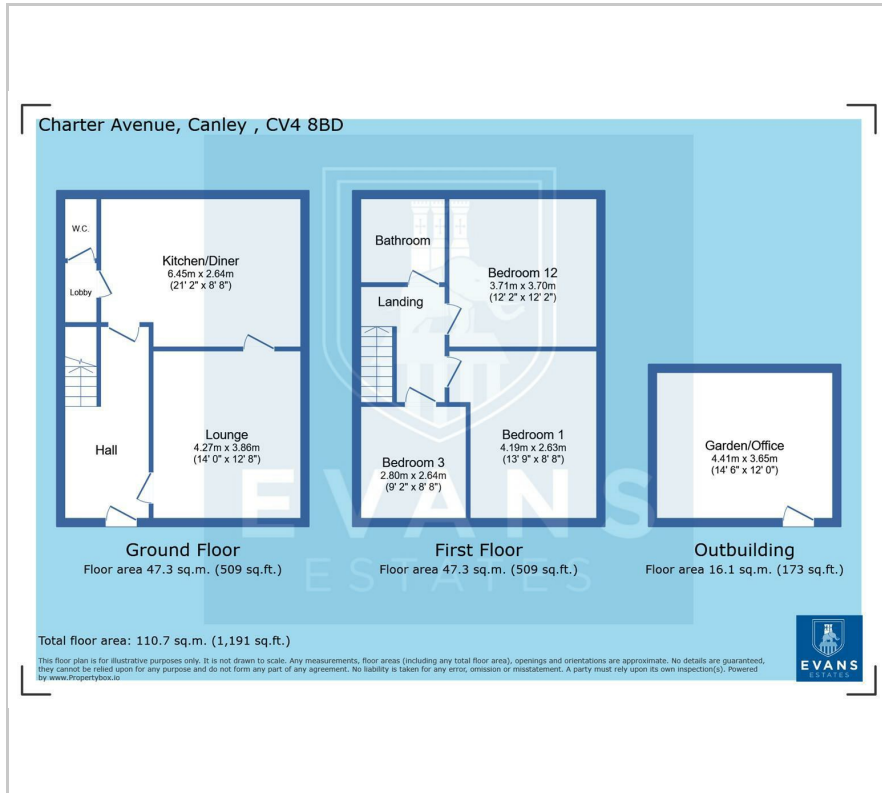 Charter Avenue, Canley , CV4 8BD
W.C.
Lobby
Kitchen/Diner
6.45m x 2.64m
(21' 2" x 8' 8")
Hall
Lounge
4.27m x 3.86m
(14' 0" x 12' 8")
Ground Floor
Floor area 47.3 sq.m. (509 sq.ft.)
Bathroom
Landing
Bedroom 12
3.71m x 3.70m
(12' 2" x 12' 2")
Bedroom 3
2.80m x 2.64m
(9' 2" x 8' 8")
Bedroom 1
4.19m x 2.63m
(13' 9" x 8' 8")
First Floor
Floor area 47.3 sq.m. (509 sq.ft.)
Garden/Office
4.41m x 3.65m
(14' 6" x 12' 0")
Outbuilding
Floor area 16.1 sq.m. (173 sq.ft.)
EVANS
ESTATES
Total floor area: 110.7 sq.m. (1,191 sq.ft.)
This floor plan is for illustrative purposes only. It is not drawn to scale. Any measurements, floor areas (including any total floor area), openings and orientations are approximate. No details are guaranteed,
they cannot be relied upon for any purpose and do not form any part of any agreement. No liability is taken for any error, omission or misstatement. A party must rely upon its own inspection(s). Powered
by www.Propertybox.io
EVANS
ESTATES